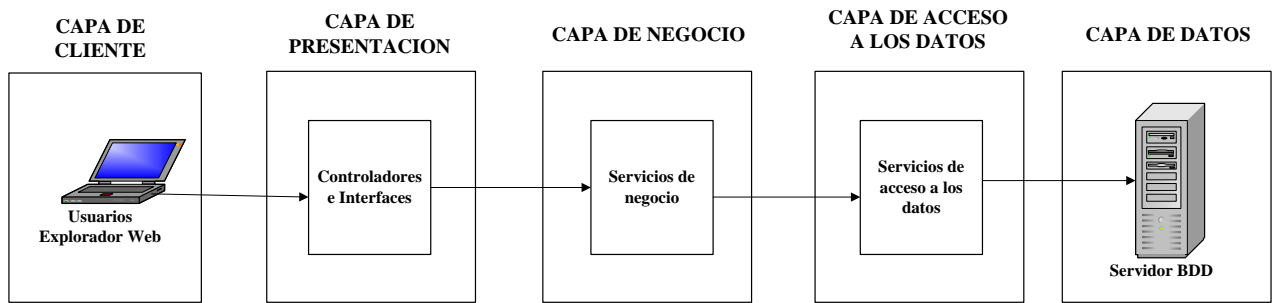 CAPA DE
CLIENTE
CAPA DE
PRESENTACION
CAPA DE NEGOCIO
CAPA DE ACCESO
A LOS DATOS
CAPA DE DATOS
Usuarios
Explorador Web
Controladores
e Interfaces
Servicios de
negocio
Servicios de
acceso a los
datos
Servidor BDD